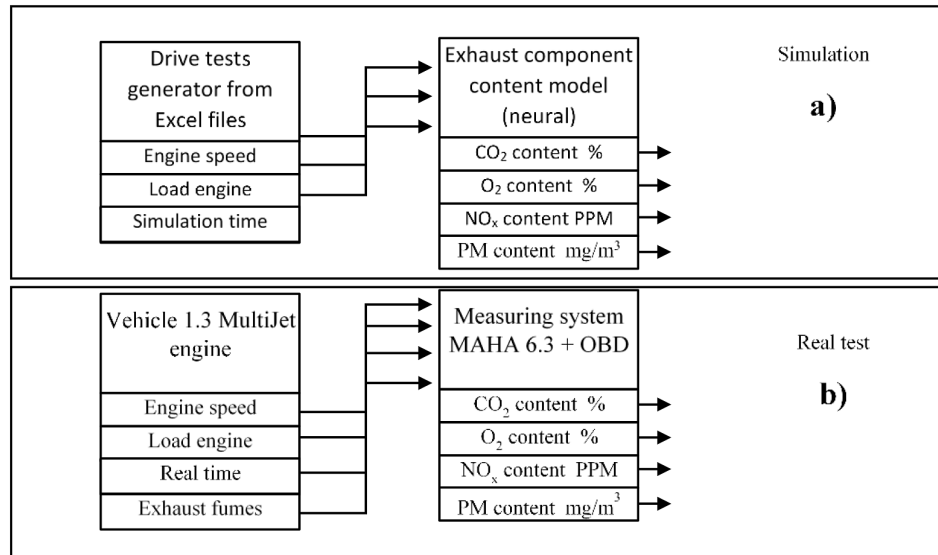 Drive tests
generator from
Excel files
Engine speed
Load engine
Simulation time
Exhaust component
content model
(neural)
CO₂ content %
O₂ content %
NOₓ content PPM
PM content mg/m³
Simulation
a)
Vehicle 1.3 MultiJet
engine
Engine speed
Load engine
Real time
Exhaust fumes
Measuring system
MAHA 6.3 + OBD
CO₂ content %
O₂ content %
NOₓ content PPM
PM content mg/m³
Real test
b)